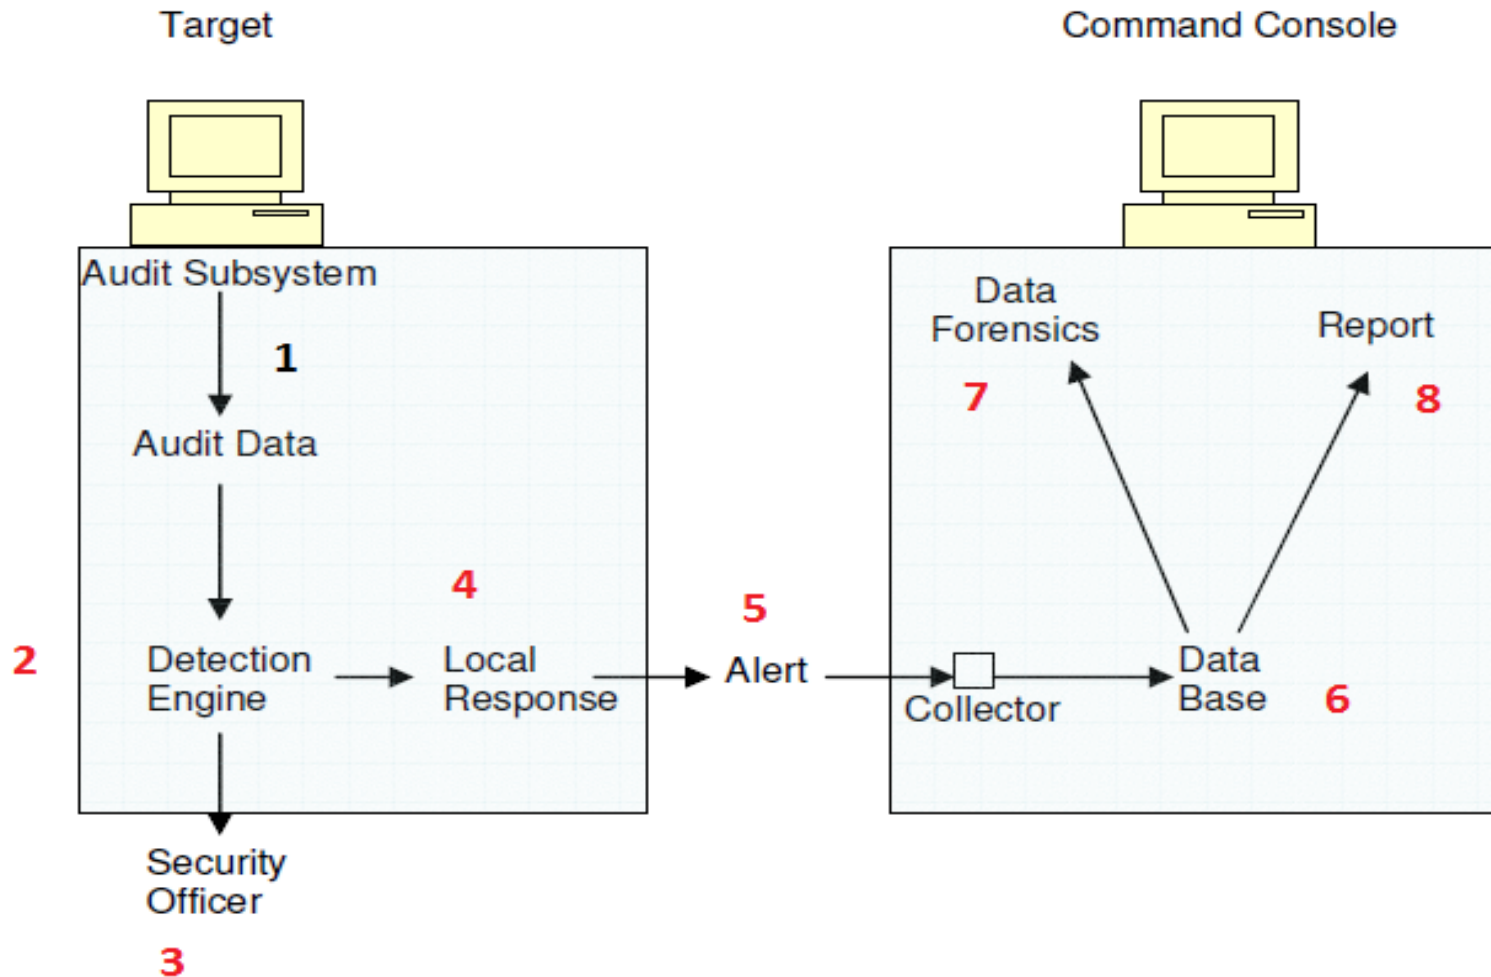 Target
Command Console
Audit Subsystem
1
Audit Data
2
Detection
Engine
4
Local
Response
Security
Officer
3
5
Alert
Collector
Data
Base
6
Data
Forensics
7
Report
8